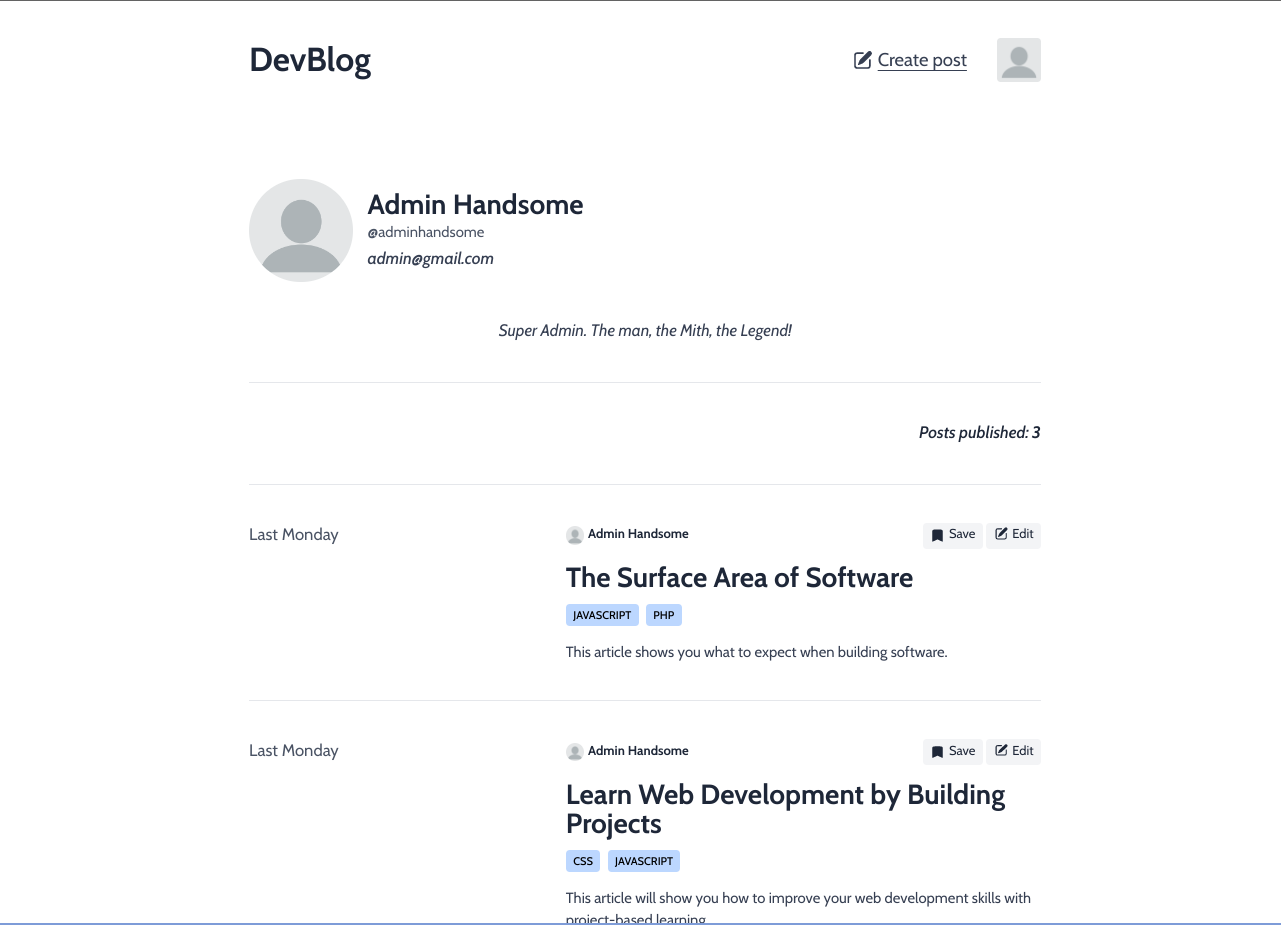 DevBlog
Create post
Admin Handsome
@adminhandsome
admin@gmail.com
Super Admin. The man, the Mith, the Legend!
Posts published: 3
Last Monday
Admin Handsome
Save
Edit
The Surface Area of Software
JAVASCRIPT
PHP
This article shows you what to expect when building software.
Last Monday
Admin Handsome
Save
Edit
Learn Web Development by Building
Projects
CSS
JAVASCRIPT
This article will show you how to improve your web development skills with
project-based learning